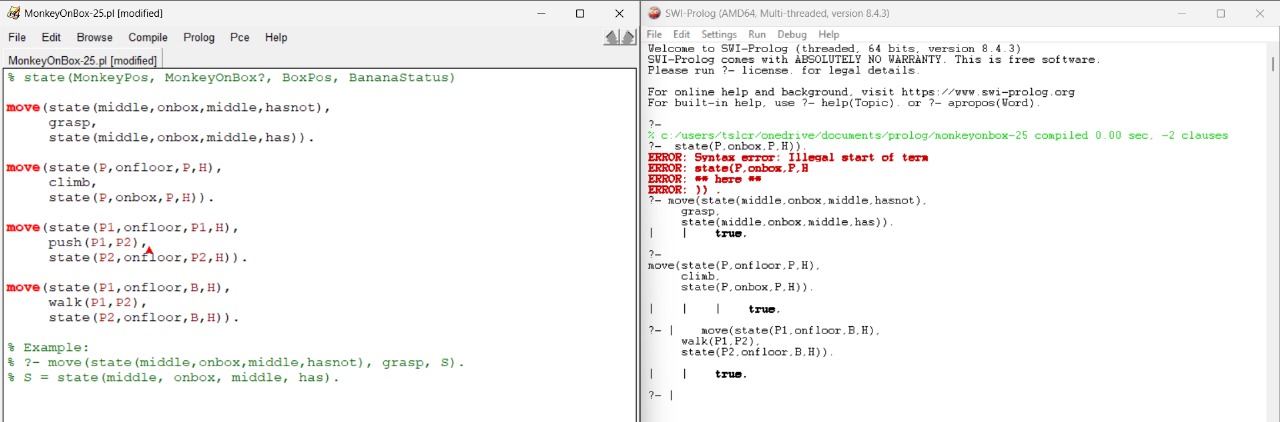 MonkeyOnBox-25.pl [modified]
File Edit Browse Compile Prolog Pce Help
MonkeyOnBox-25.pl [modified]
% state(MonkeyPos, MonkeyOnBox?, BoxPos, BananaStatus)
move(state(middle,onbox,middle,hasnot),
grasp,
state(middle,onbox,middle,has)).
move(state(P,onfloor,P,H),
climb,
state(P,onbox,P,H)).
move(state(P1,onfloor,P1,H),
push(P1,P2),
state(P2,onfloor,P2,H)).
move(state(P1,onfloor,B,H),
walk(P1,P2),
state(P2,onfloor,B,H)).
% Example:
% ?- move(state(middle,onbox,middle,hasnot), grasp, S).
% S = state(middle, onbox, middle, has).
SWI-Prolog (AMD64, Multi-threaded, version 8.4.3)
File Edit Settings Run Debug Help
Welcome to SWI-Prolog (threaded, 64 bits, version 8.4.3)
SWI-Prolog comes with ABSOLUTELY NO WARRANTY. This is free software.
Please run ?- license. for legal details.
For online help and background, visit https://www.swi-prolog.org
For built-in help, use ?- help(Topic). or ?- apropos(Word).
?-
% c:/users/tslcr/onedrive/documents/prolog/monkeyonbox-25 compiled 0.00 sec, -2 clauses
?- state(P,onbox,P,H)).
ERROR: Syntax error: Illegal start of term
ERROR: state(P,onbox,P,H
ERROR: ** here **
ERROR: )) .
?- move(state(middle,onbox,middle,hasnot),
grasp,
state(middle,onbox,middle,has)).
| | true.
?-
move(state(P,onfloor,P,H),
climb,
state(P,onbox,P,H)).
| | | true.
?- | move(state(P1,onfloor,B,H),
walk(P1,P2),
state(P2,onfloor,B,H)).
| | true.
?- |